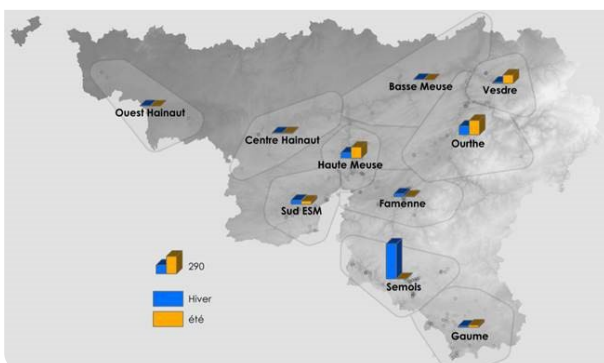 Basse Meuse
Vesdre
Ouest Hainaut
Centre Hainaut
Ourthe
Haute Meuse
Famenne
Sud ESM
290
Semois
Hiver
été
Gaume